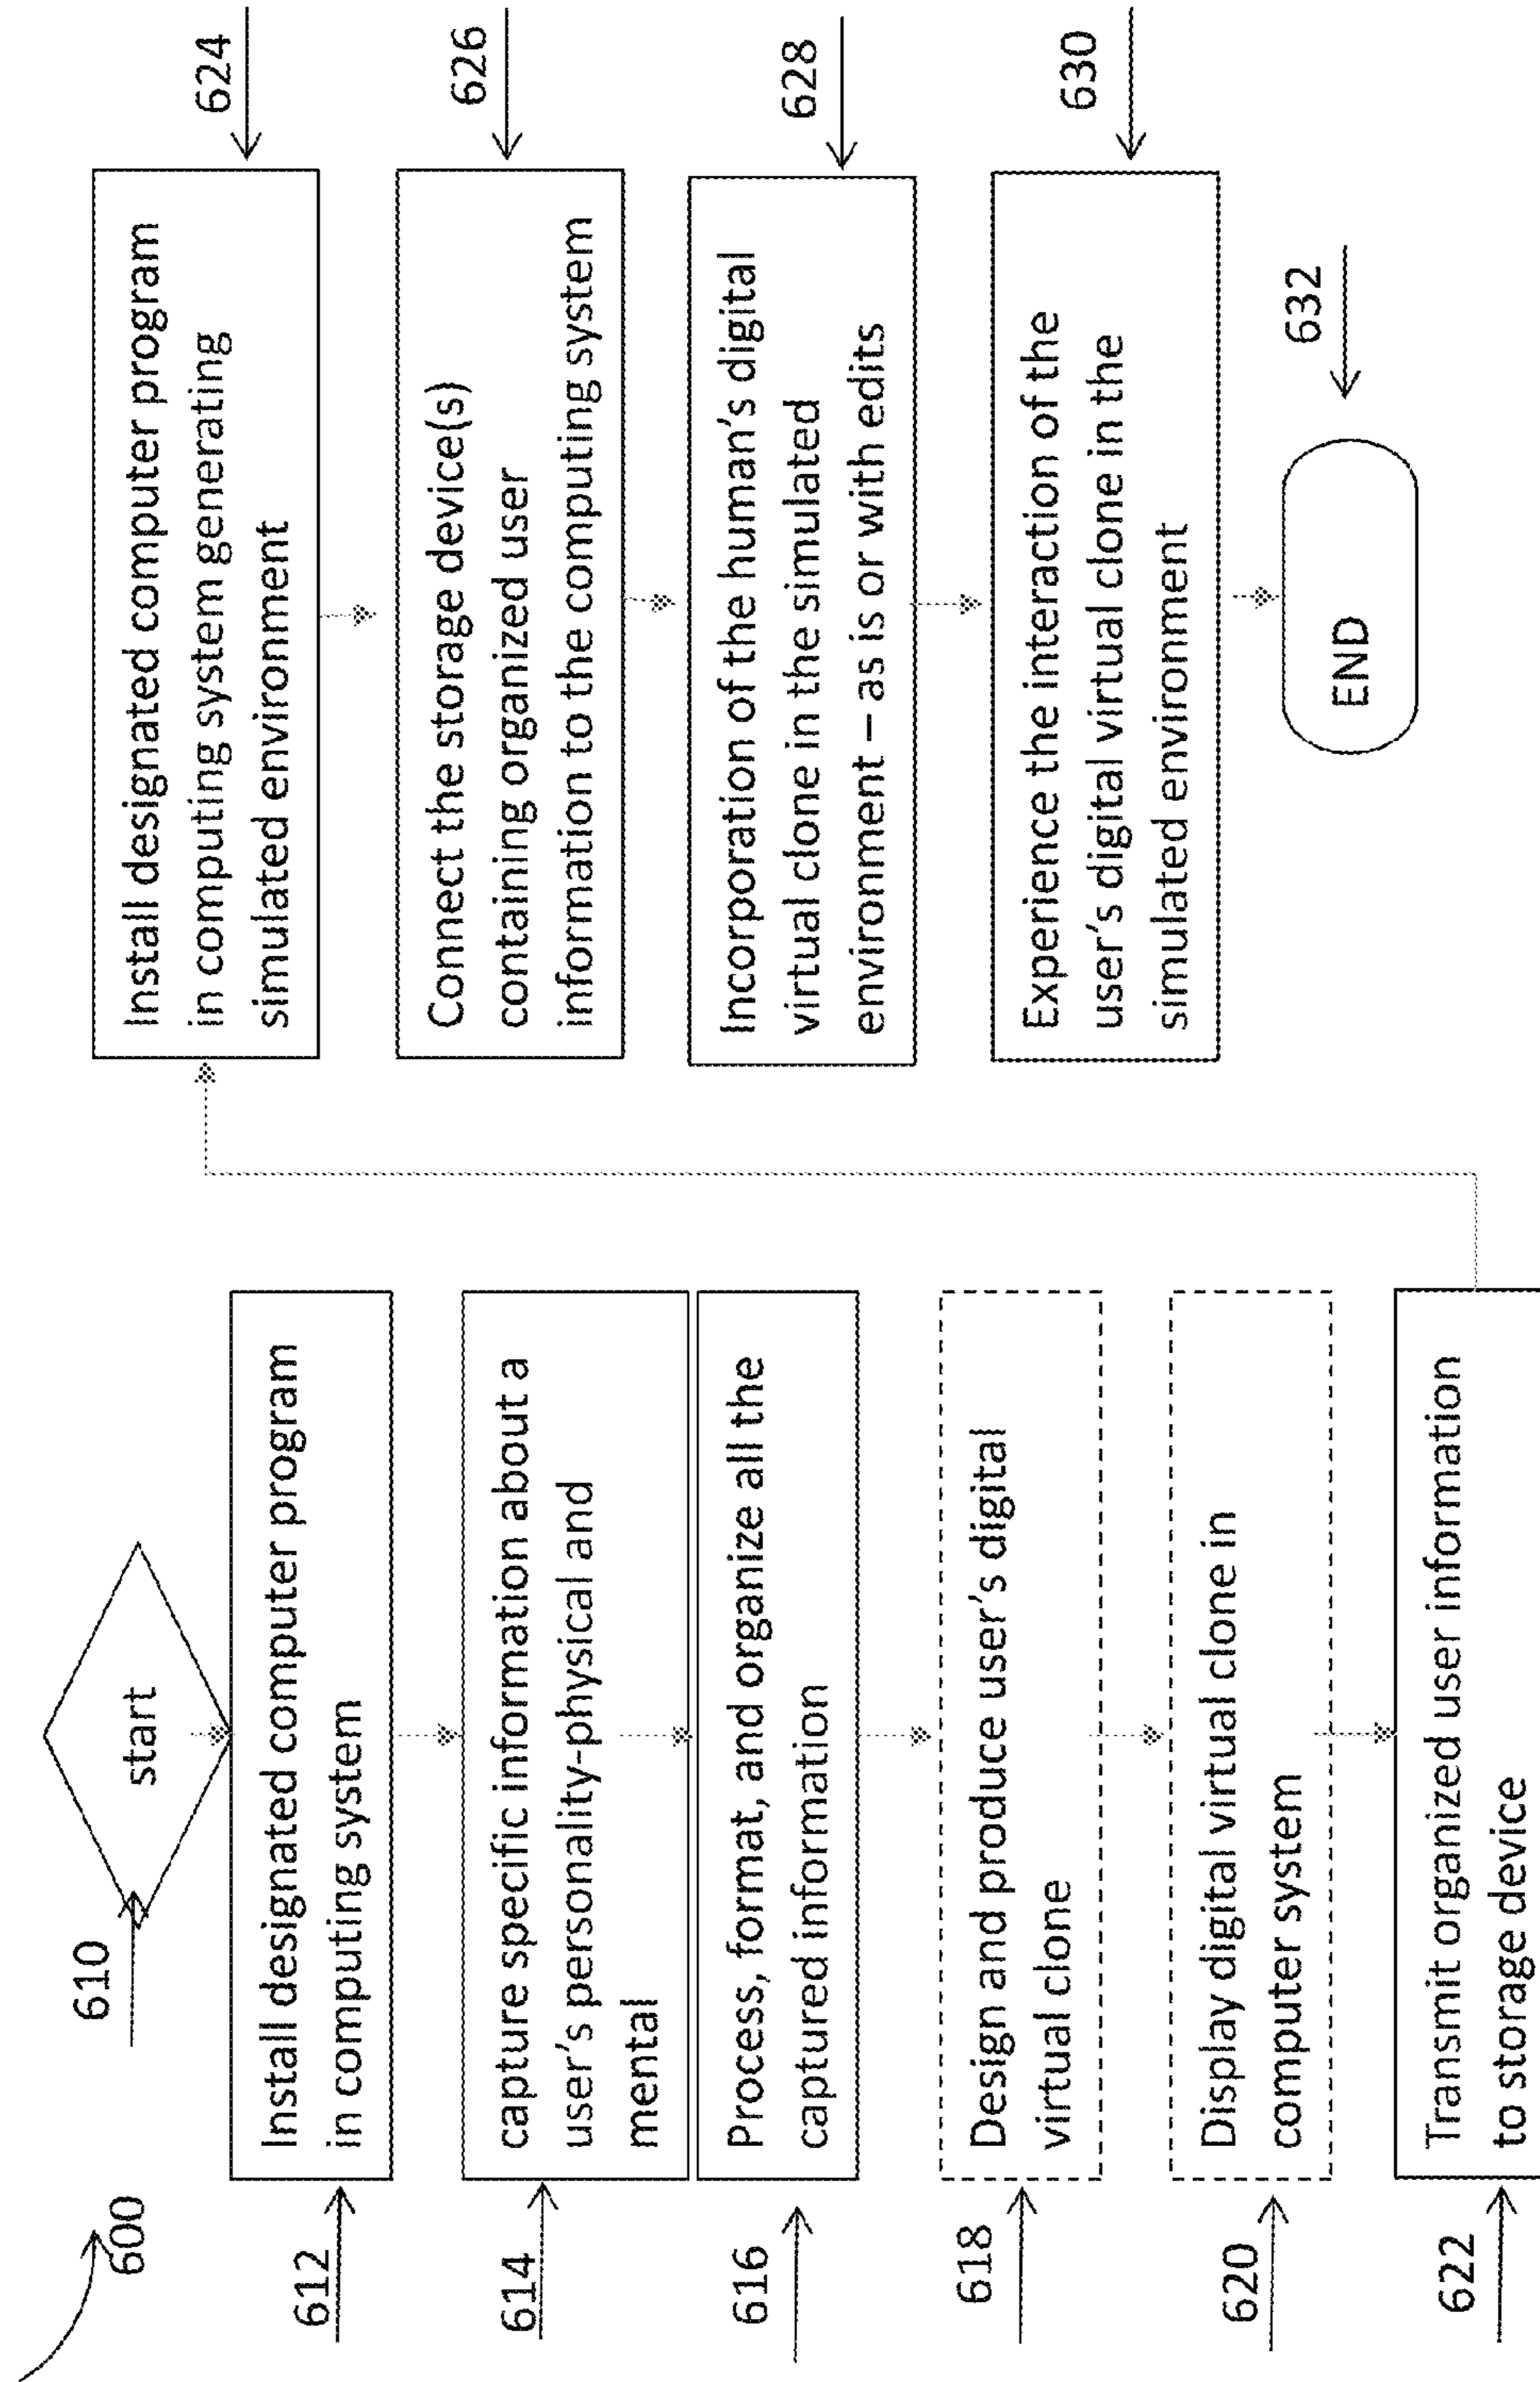 600
610
start
612
Install designated computer program
in computing system
614
capture specific information about a
user's personality-physical and
mental
616
Process, format, and organize all the
captured information
618
Design and produce user's digital
virtual clone
620
Display digital virtual clone in
computer system
622
Transmit organized user information
to storage device
624
Install designated computer program
in computing system generating
simulated environment
626
Connect the storage device(s)
containing organized user
information to the computing system
628
Incorporation of the human's digital
virtual clone in the simulated
environment – as is or with edits
630
Experience the interaction of the
user's digital virtual clone in the
simulated environment
632
END